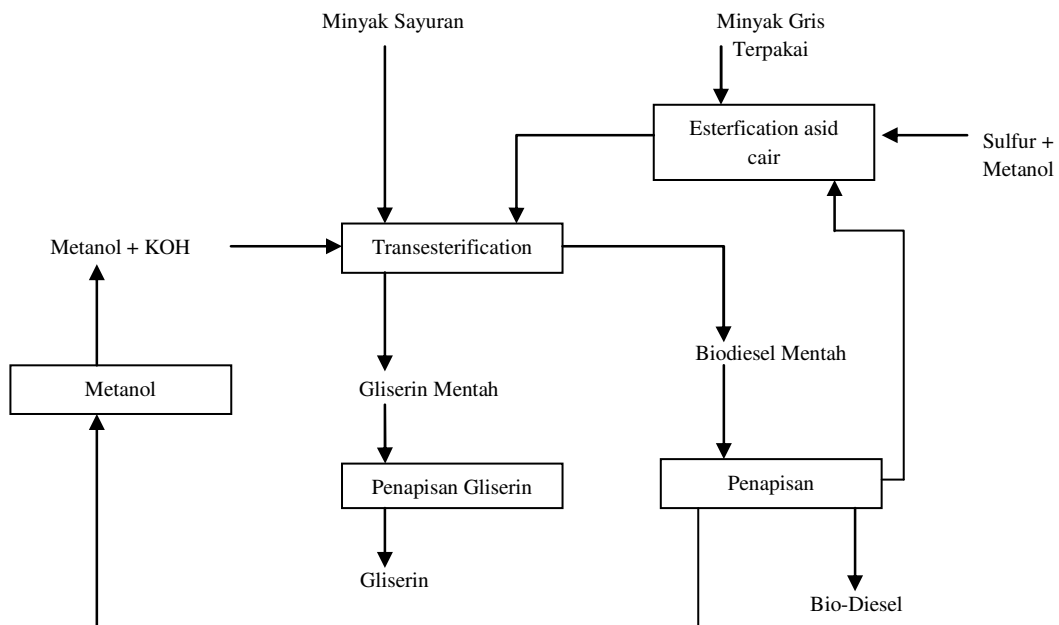 Minyak Sayuran
Minyak Gris
Terpakai
Esterfication asid
cair
Sulfur +
Metanol
Metanol + KOH
Transesterification
Biodiesel Mentah
Metanol
Gliserin Mentah
Penapisan Gliserin
Penapisan
Gliserin
Bio-Diesel